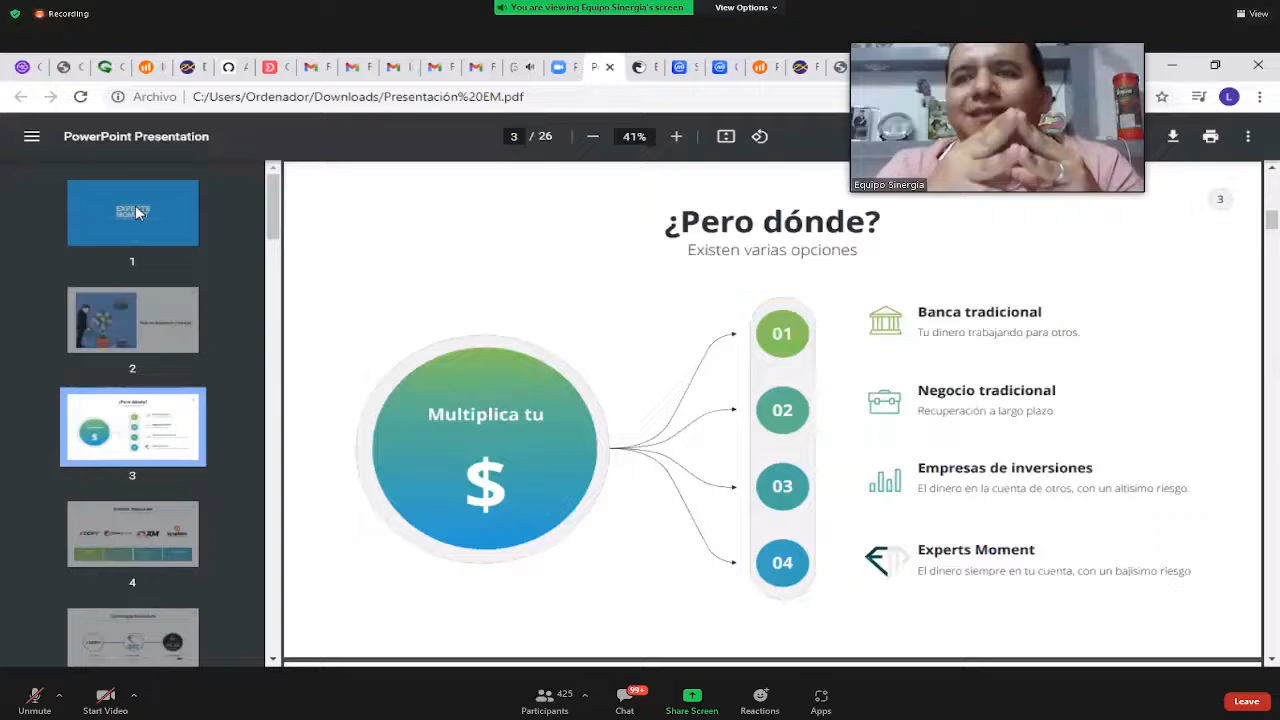 Recording
You are viewing Equipo Sinergia's screen
View Options
View
Archivo
C:/Users/Ordenador/Downloads/Presentación%20EM.pdf
L
PowerPoint Presentation
3 / 26
41%
Equipo Sinergia
3
¿Pero dónde?
Existen varias opciones
Multiplica tu
$
01
Banca tradicional
Tu dinero trabajando para otros.
02
Negocio tradicional
Recuperación a largo plazo
03
Empresas de inversiones
El dinero en la cuenta de otros, con un altísimo riesgo
04
Experts Moment
El dinero siempre en tu cuenta, con un bajísimo riesgo
1
2
¿Pero dónde?
3
4
Unmute
Start Video
425
Participants
99+
Chat
Share Screen
Reactions
Apps
Leave